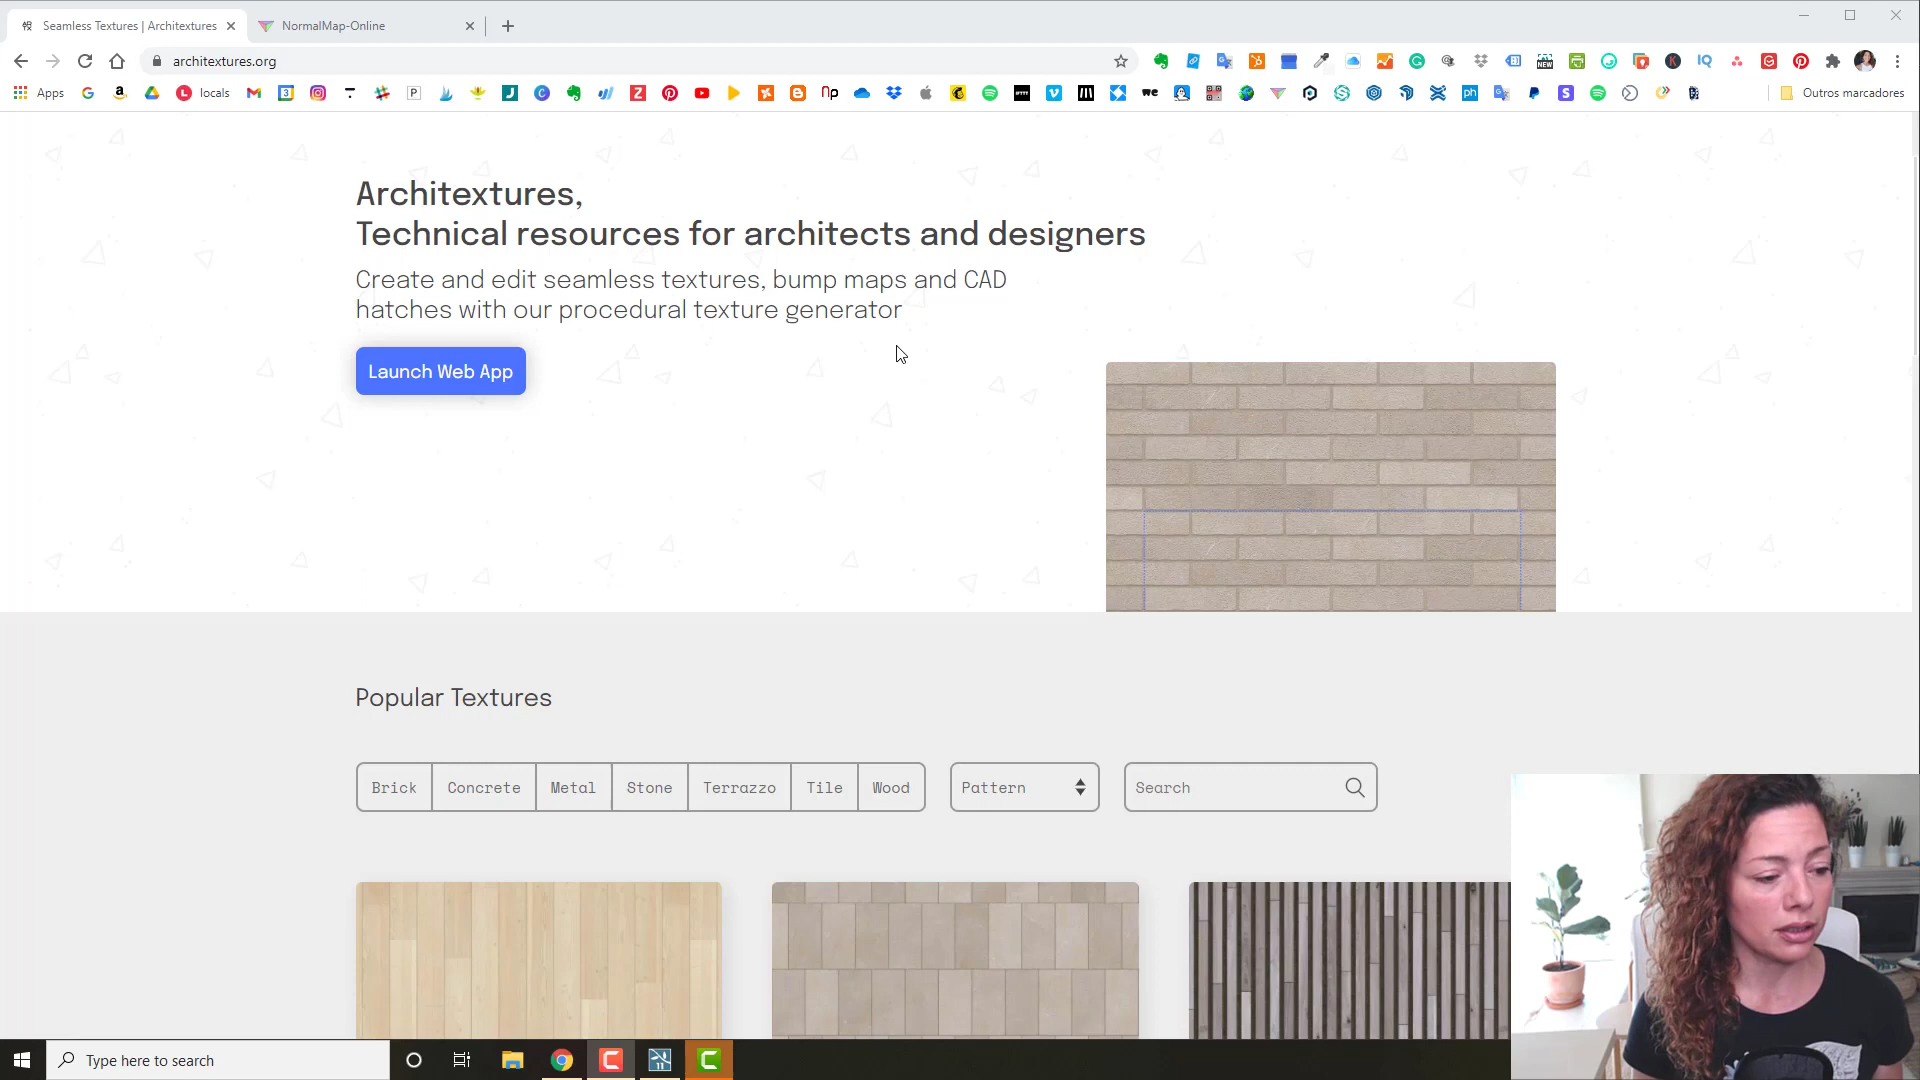 Seamless Textures | Architextures
NormalMap-Online
architextures.org
Apps
locals
Outros marcadores
Architextures,
Technical resources for architects and designers
Create and edit seamless textures, bump maps and CAD
hatches with our procedural texture generator
Launch Web App
Popular Textures
Brick
Concrete
Metal
Stone
Terrazzo
Tile
Wood
Pattern
Search
Type here to search